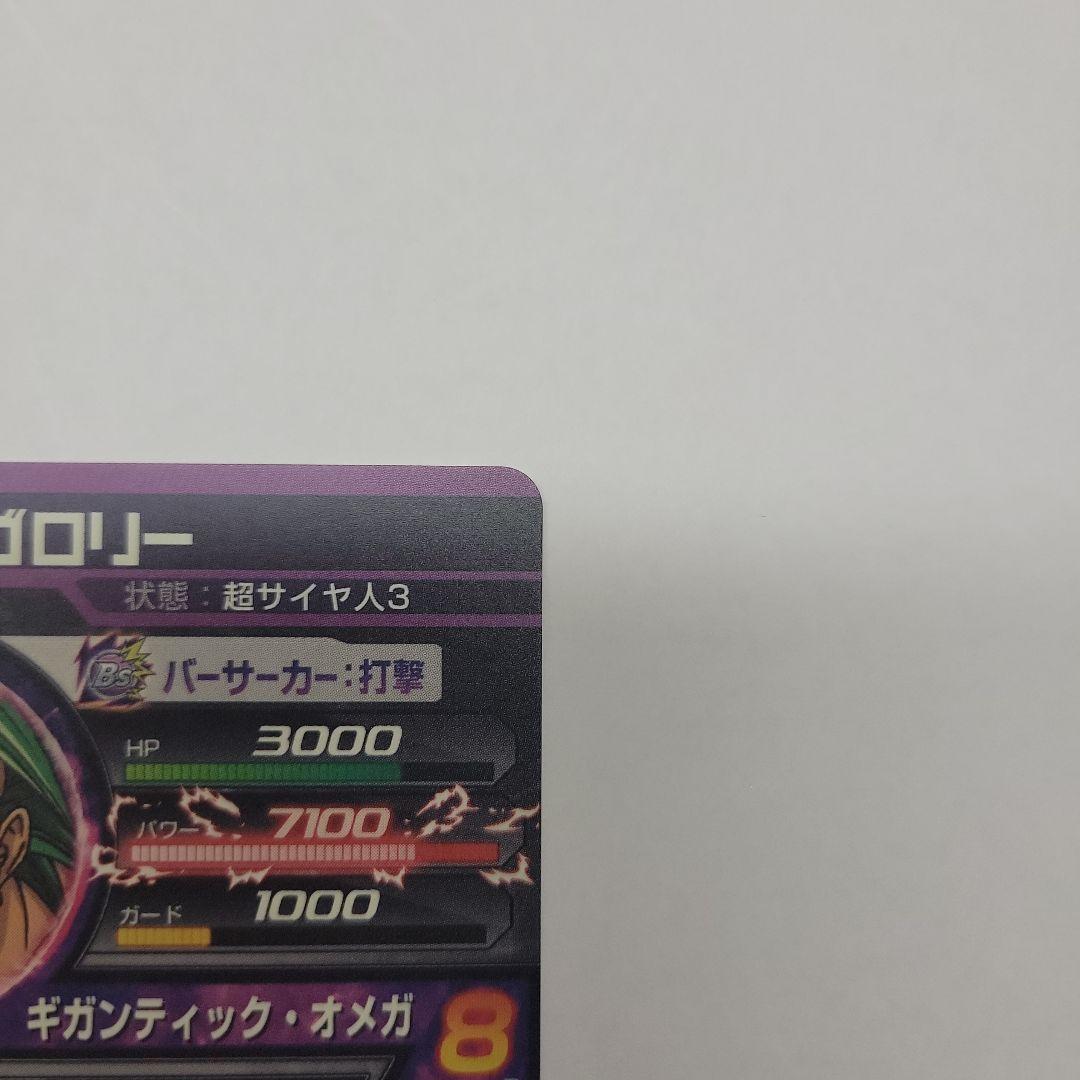 ゴロリー
状態：超サイヤ人3
Bs バーサーカー：打撃
HP 3000
パワー 7100
ガード 1000
ギガンティック・オメガ 8